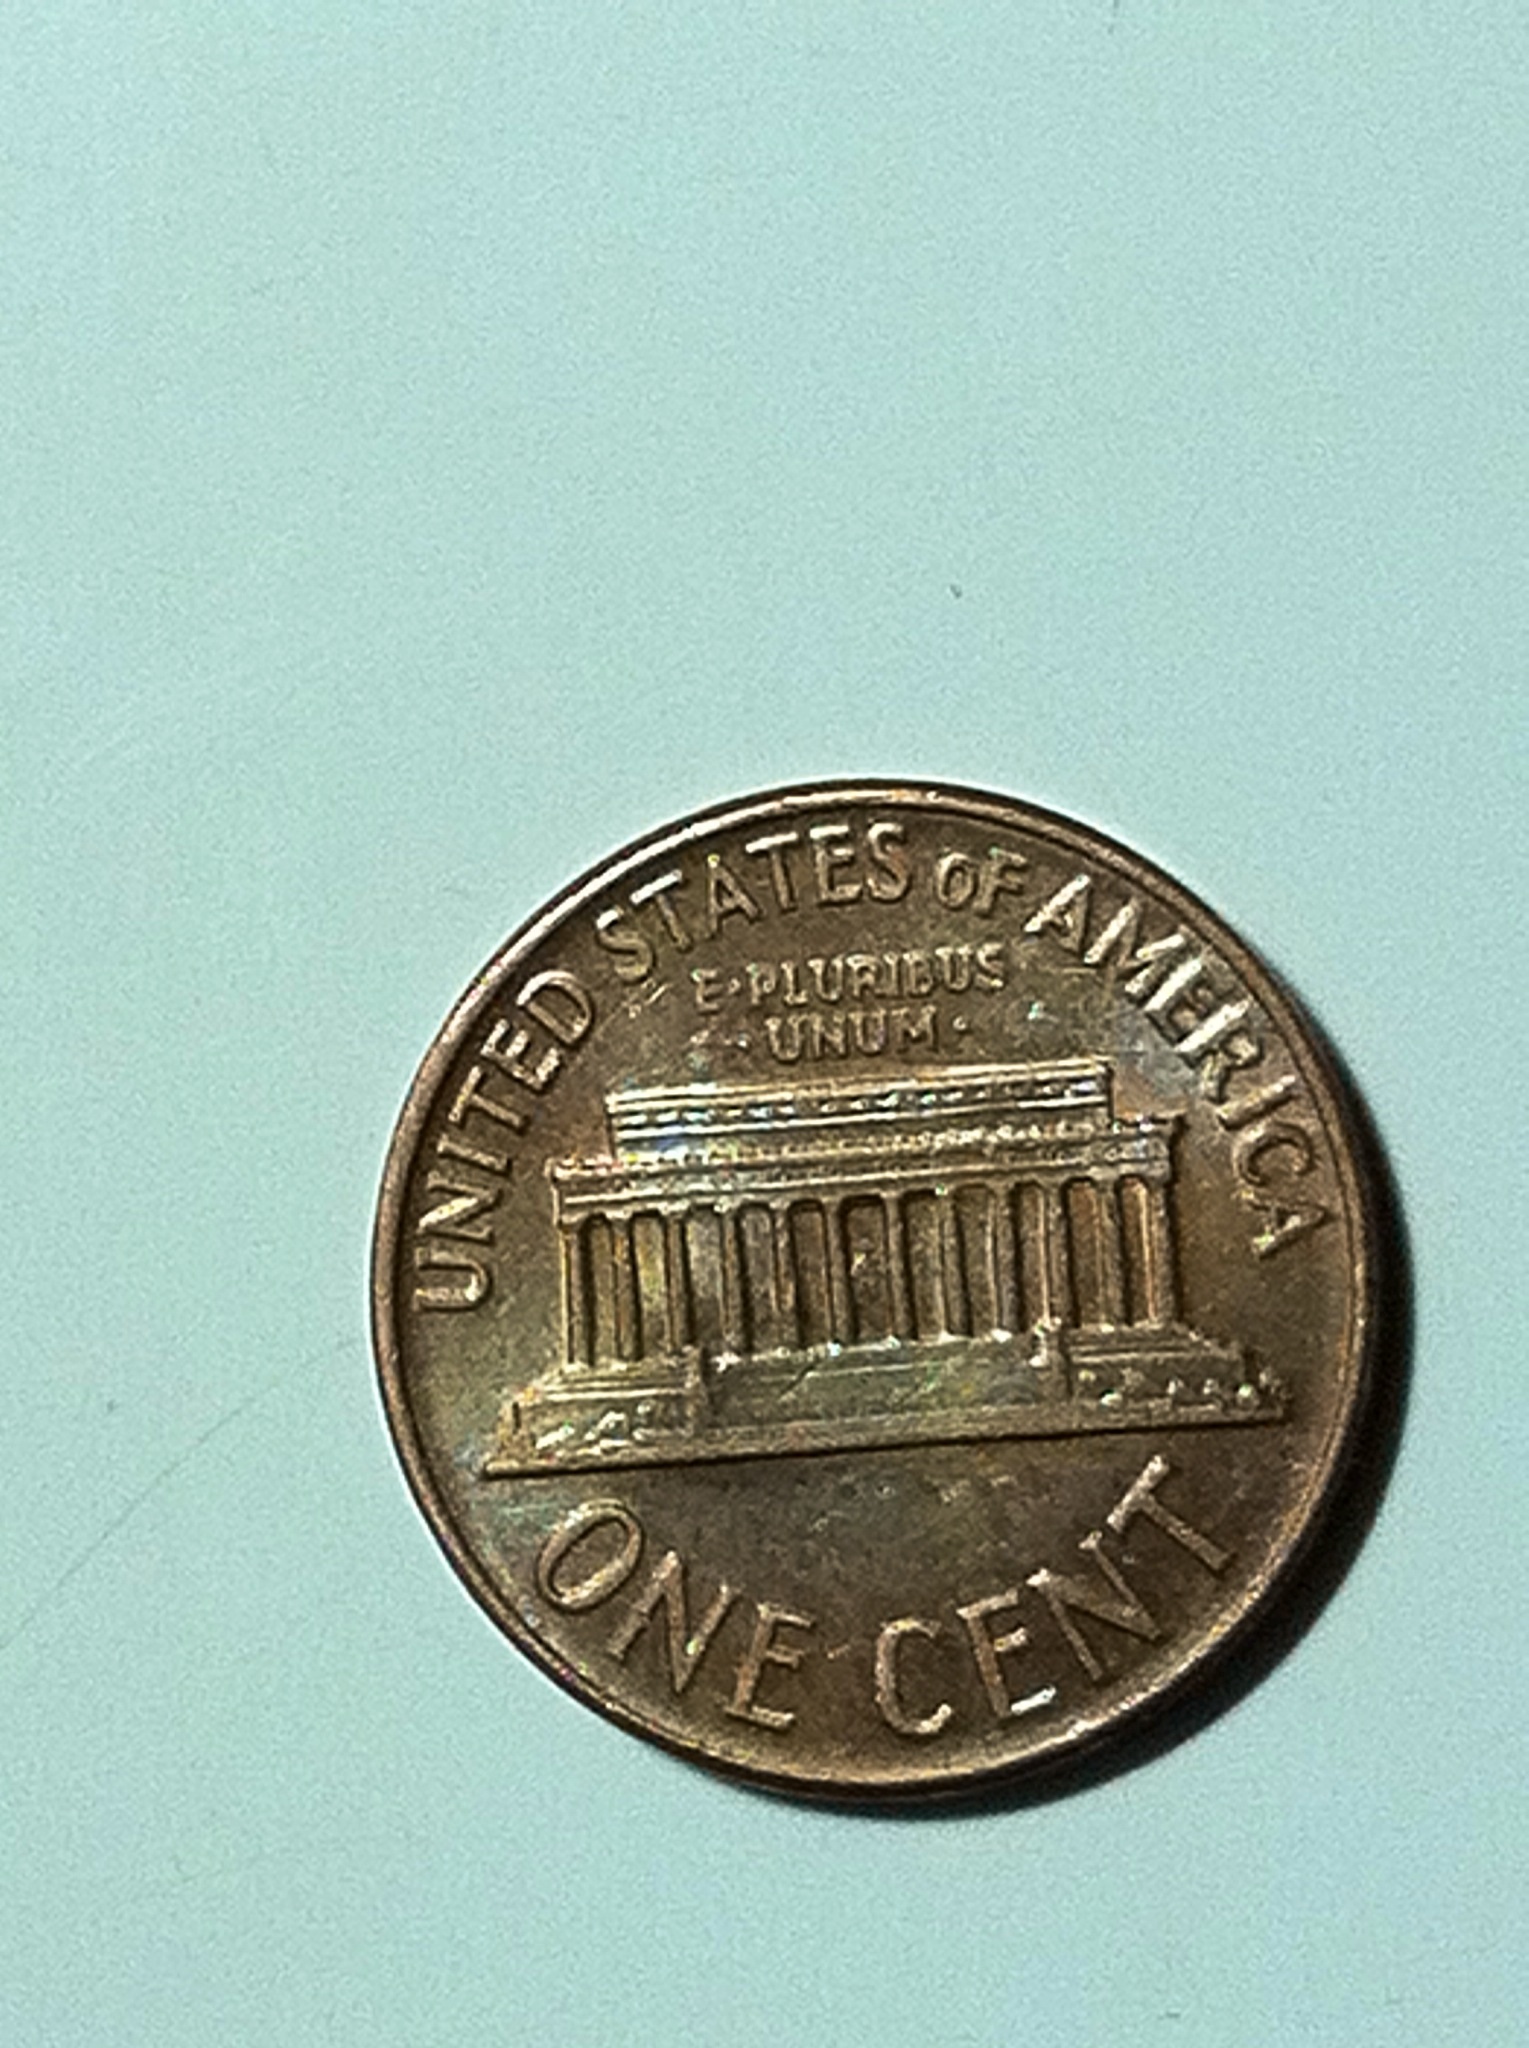 UNITED STATES OF AMERICA
E·PLURIBUS
·UNUM·
ONE CENT